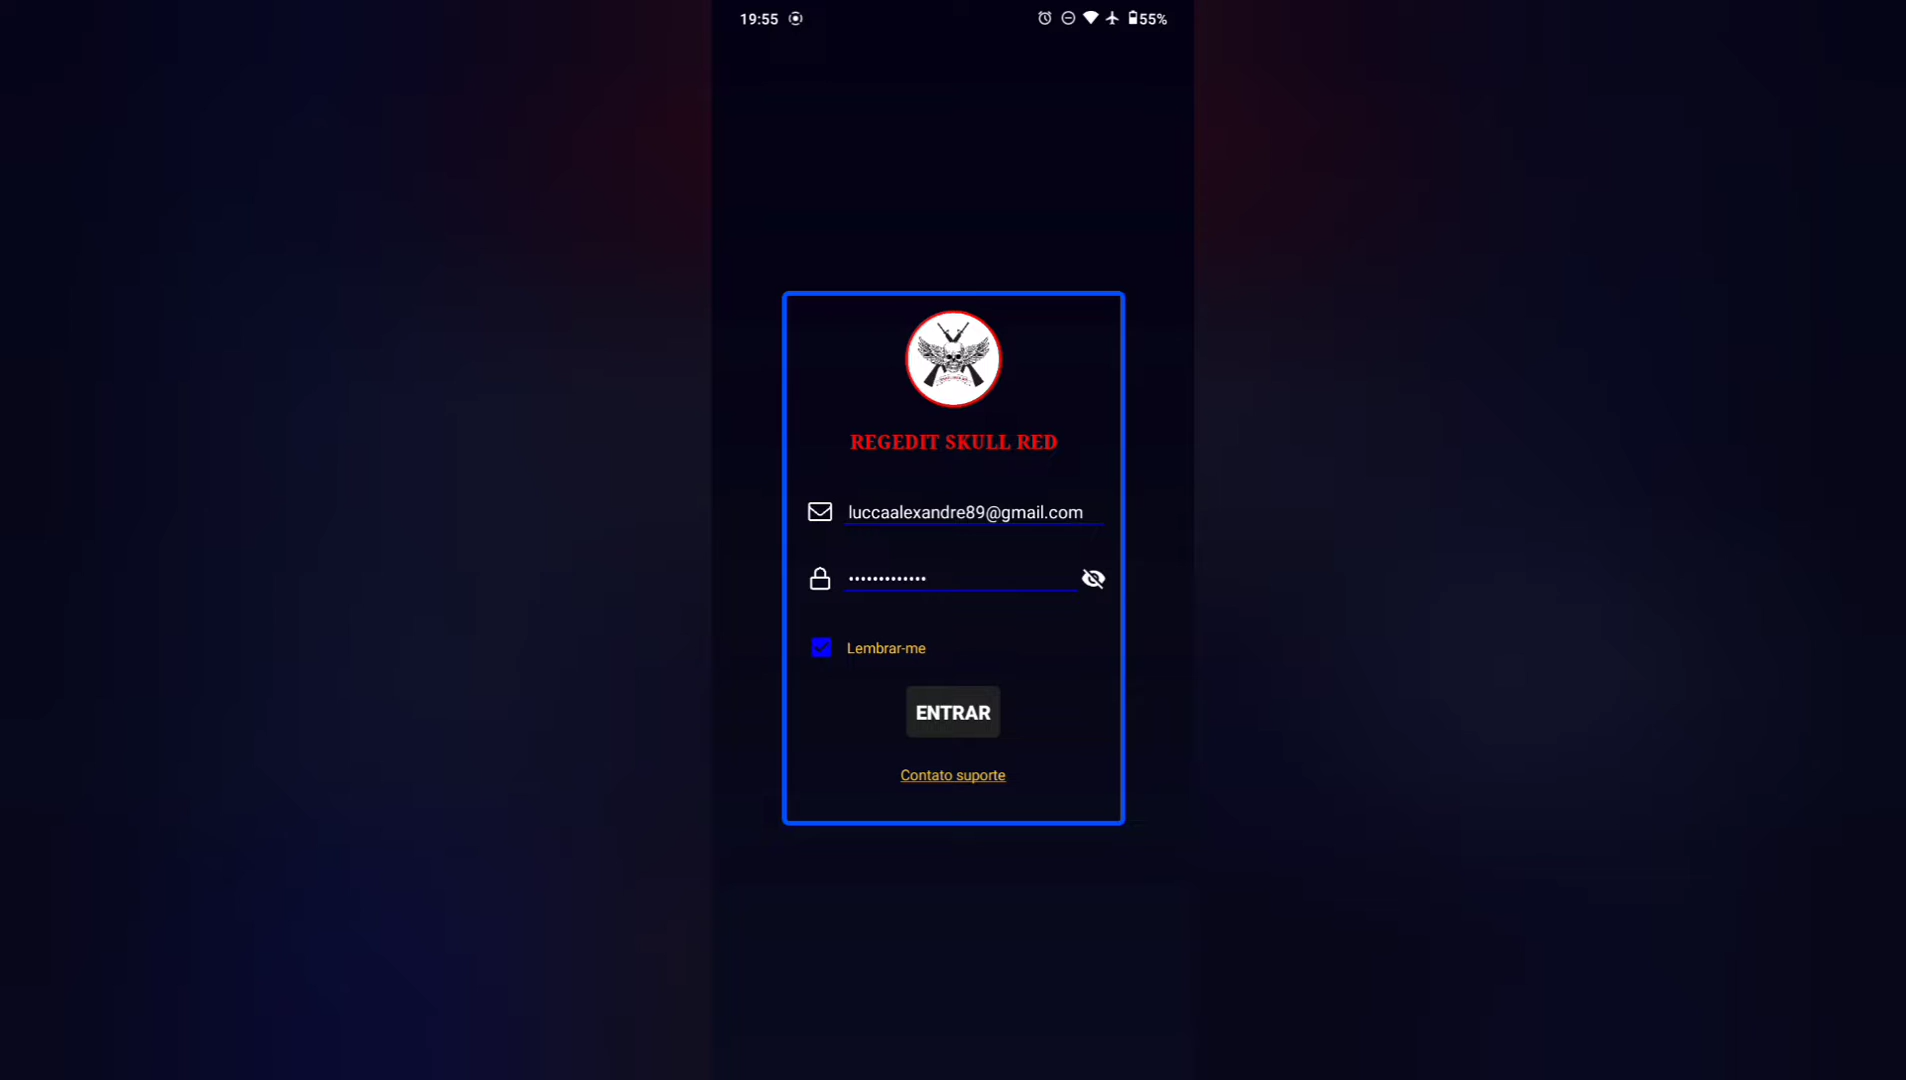 19:55
55%
REGEDIT SKULL RED
luccaalexandre89@gmail.com
•••••••••••••
Lembrar-me
ENTRAR
Contato suporte